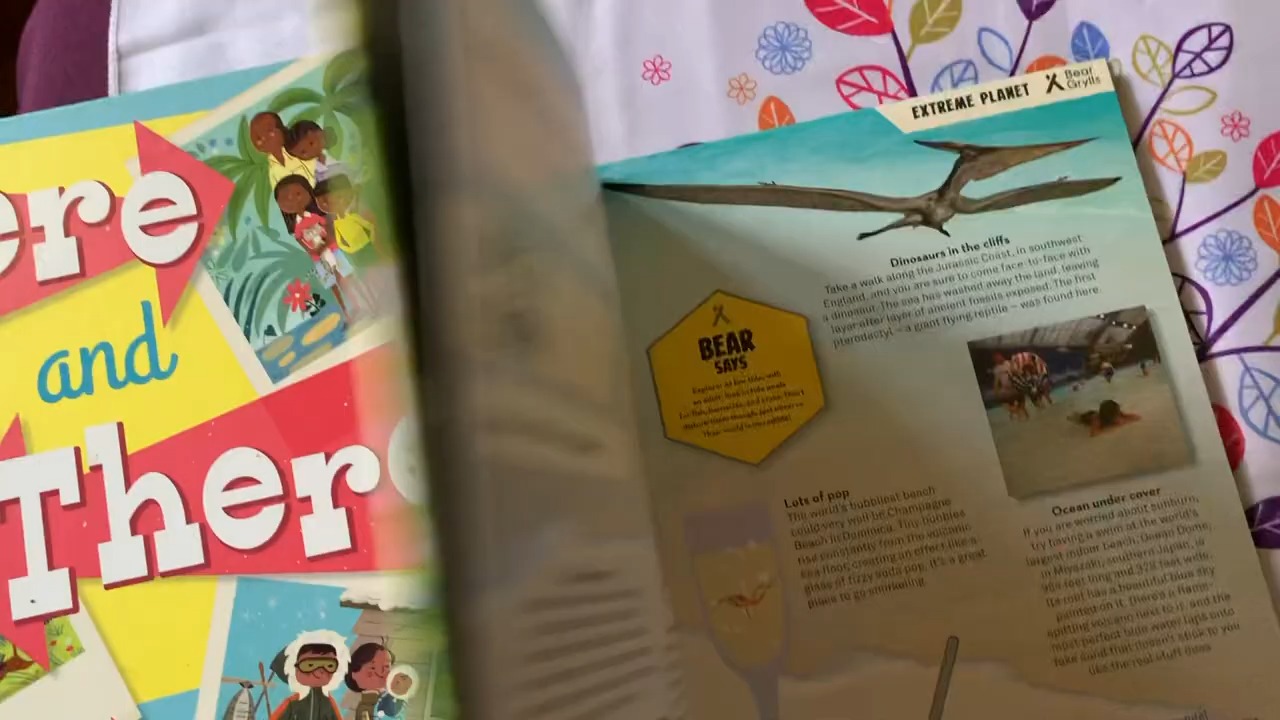 ere
and
There
EXTREME PLANET
Bear
Grylls
Dinosaurs in the cliffs
Take a walk along the Jurassic Coast, in southwest
England, and you are sure to come face-to-face with
a dinosaur. The sea has washed away the land, leaving
layer after layer of ancient fossils exposed. The first
pterodactyl – a giant flying reptile – was found here.
BEAR
SAYS
Lots of pop
The world's bubbliest beach
could very well be Champagne
Beach in Dominica. Tiny bubbles
rise constantly from the volcanic
sea floor, creating an effect like a
glass of fizzy soda pop. It's a great
place to go snorkeling.
Ocean under cover
If you are worried about sunburn,
try having a swim at the world's
largest indoor beach. Ocean Dome,
in Miyazaki, southern Japan, is
feet long and 328 feet wide.
Its roof has a beautiful blue sky
painted on it. There's a flame-
spitting volcano next to it, and the
most perfect blue water laps onto
fake sand that doesn't stick to you
like the real stuff does